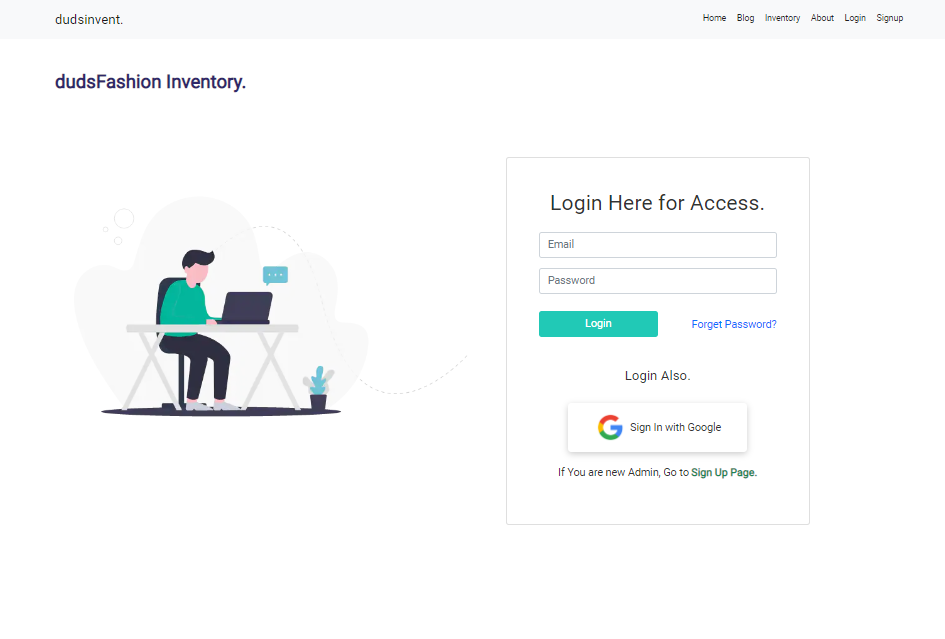 dudsinvent.
Home Blog Inventory About Login Signup
dudsFashion Inventory.
Login Here for Access.
Email
Password
Login Forget Password?
Login Also.
Sign In with Google
If You are new Admin, Go to Sign Up Page.